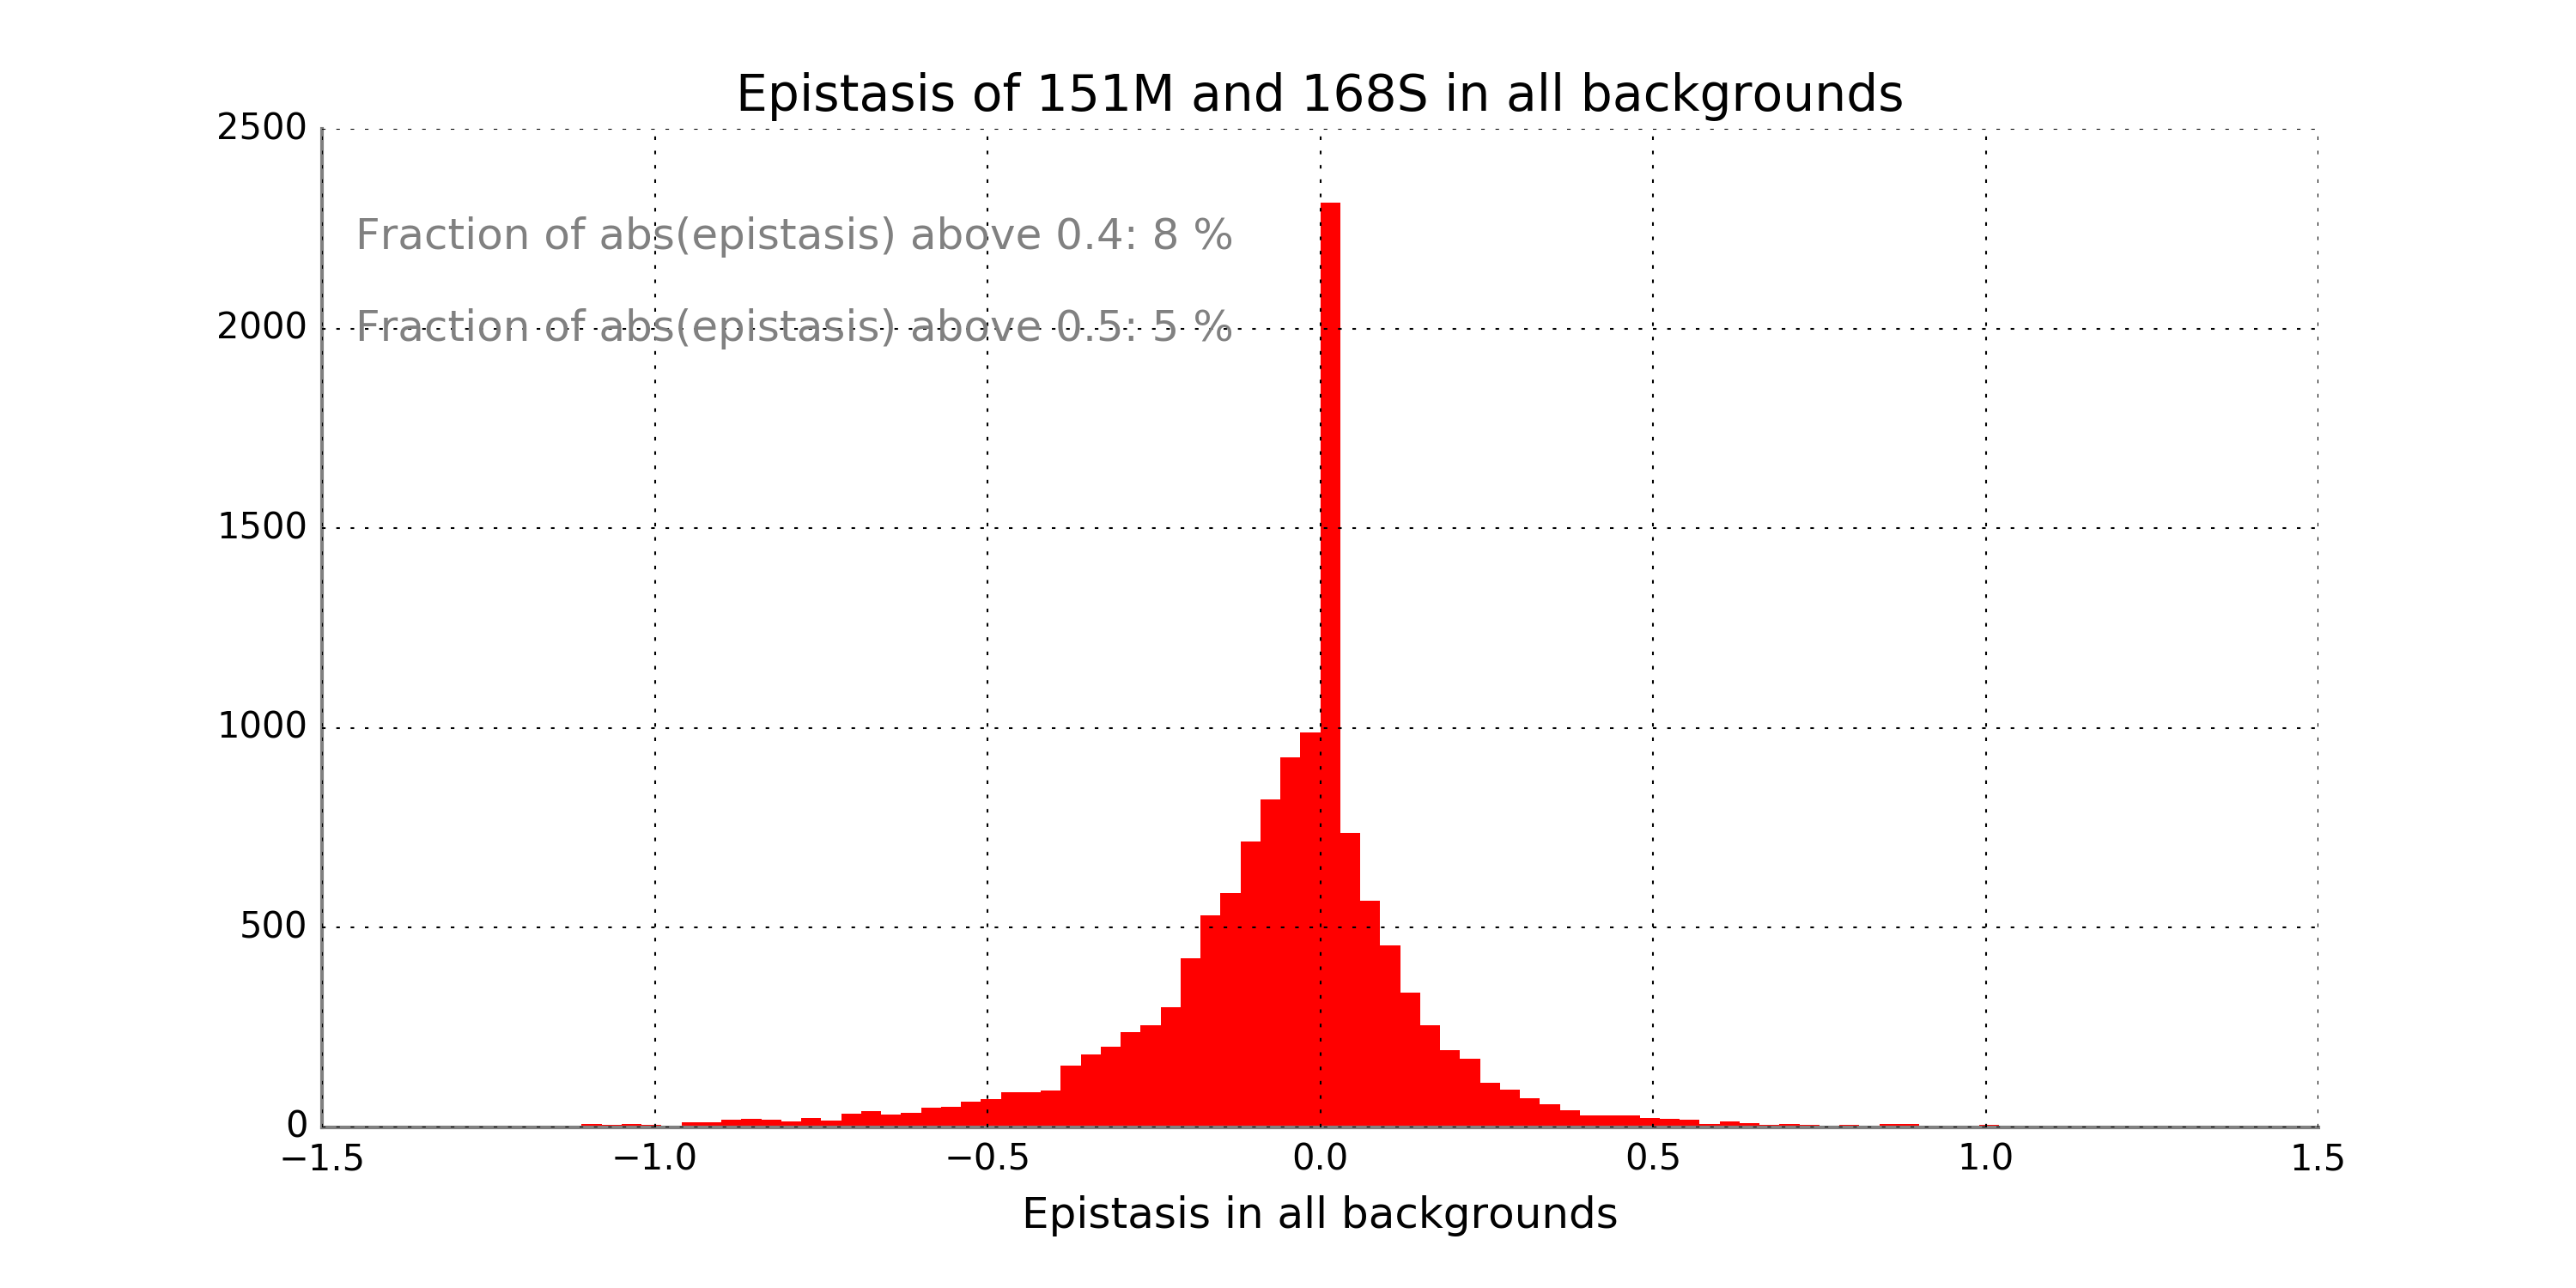 Epistasis of 151M and 168S in all backgrounds
2500
Fraction of abs(epistasis) above 0.4: 8 %
Fraction of abs(epistasis) above 0.5: 5 %
2000
1500
1000
500
0
−1.5 −1.0 −0.5 0.0 0.5 1.0 1.5
Epistasis in all backgrounds